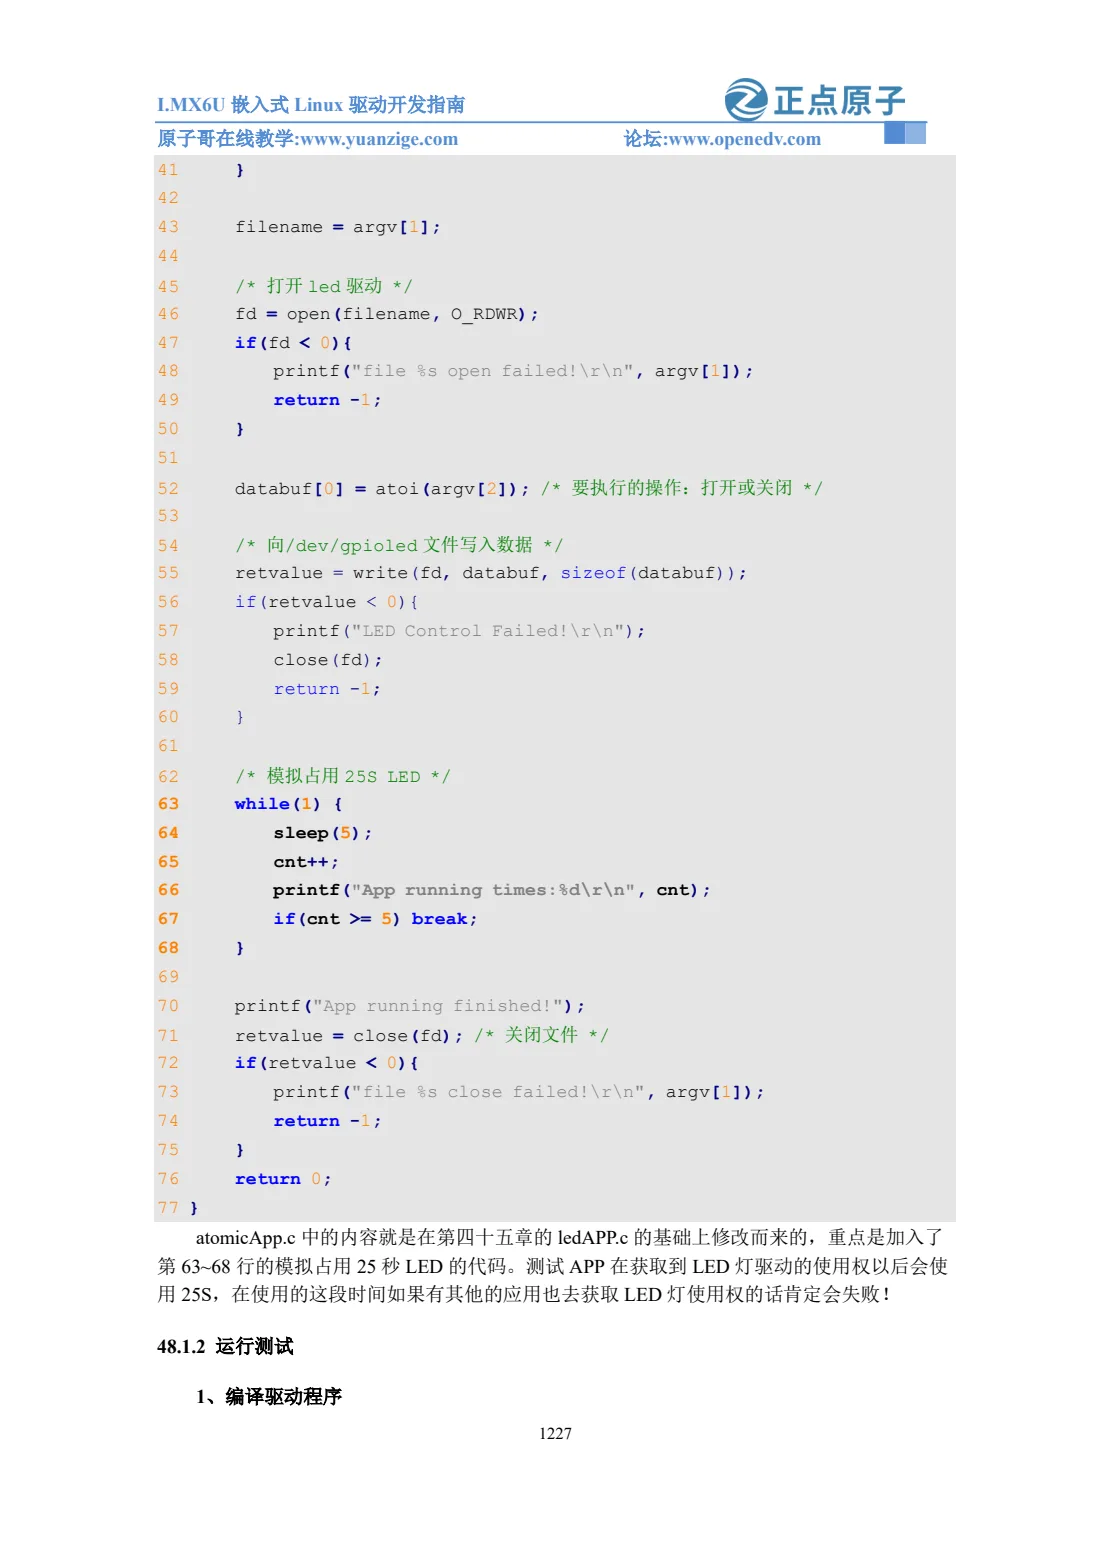 I.MX6U 嵌入式 Linux 驱动开发指南
正点原子
原子哥在线教学:www.yuanzige.com 论坛:www.openedv.com
41 }
42
43 filename = argv[1];
44
45 /* 打开 led 驱动 */
46 fd = open(filename, O_RDWR);
47 if(fd < 0){
48 printf("file %s open failed!\r\n", argv[1]);
49 return -1;
50 }
51
52 databuf[0] = atoi(argv[2]); /* 要执行的操作：打开或关闭 */
53
54 /* 向/dev/gpioled 文件写入数据 */
55 retvalue = write(fd, databuf, sizeof(databuf));
56 if(retvalue < 0){
57 printf("LED Control Failed!\r\n");
58 close(fd);
59 return -1;
60 }
61
62 /* 模拟占用 25S LED */
63 while(1) {
64 sleep(5);
65 cnt++;
66 printf("App running times:%d\r\n", cnt);
67 if(cnt >= 5) break;
68 }
69
70 printf("App running finished!");
71 retvalue = close(fd); /* 关闭文件 */
72 if(retvalue < 0){
73 printf("file %s close failed!\r\n", argv[1]);
74 return -1;
75 }
76 return 0;
77 }
atomicApp.c 中的内容就是在第四十五章的 ledAPP.c 的基础上修改而来的，重点是加入了
第 63~68 行的模拟占用 25 秒 LED 的代码。测试 APP 在获取到 LED 灯驱动的使用权以后会使
用 25S，在使用的这段时间如果有其他的应用也去获取 LED 灯使用权的话肯定会失败！
48.1.2 运行测试
1、编译驱动程序
1227